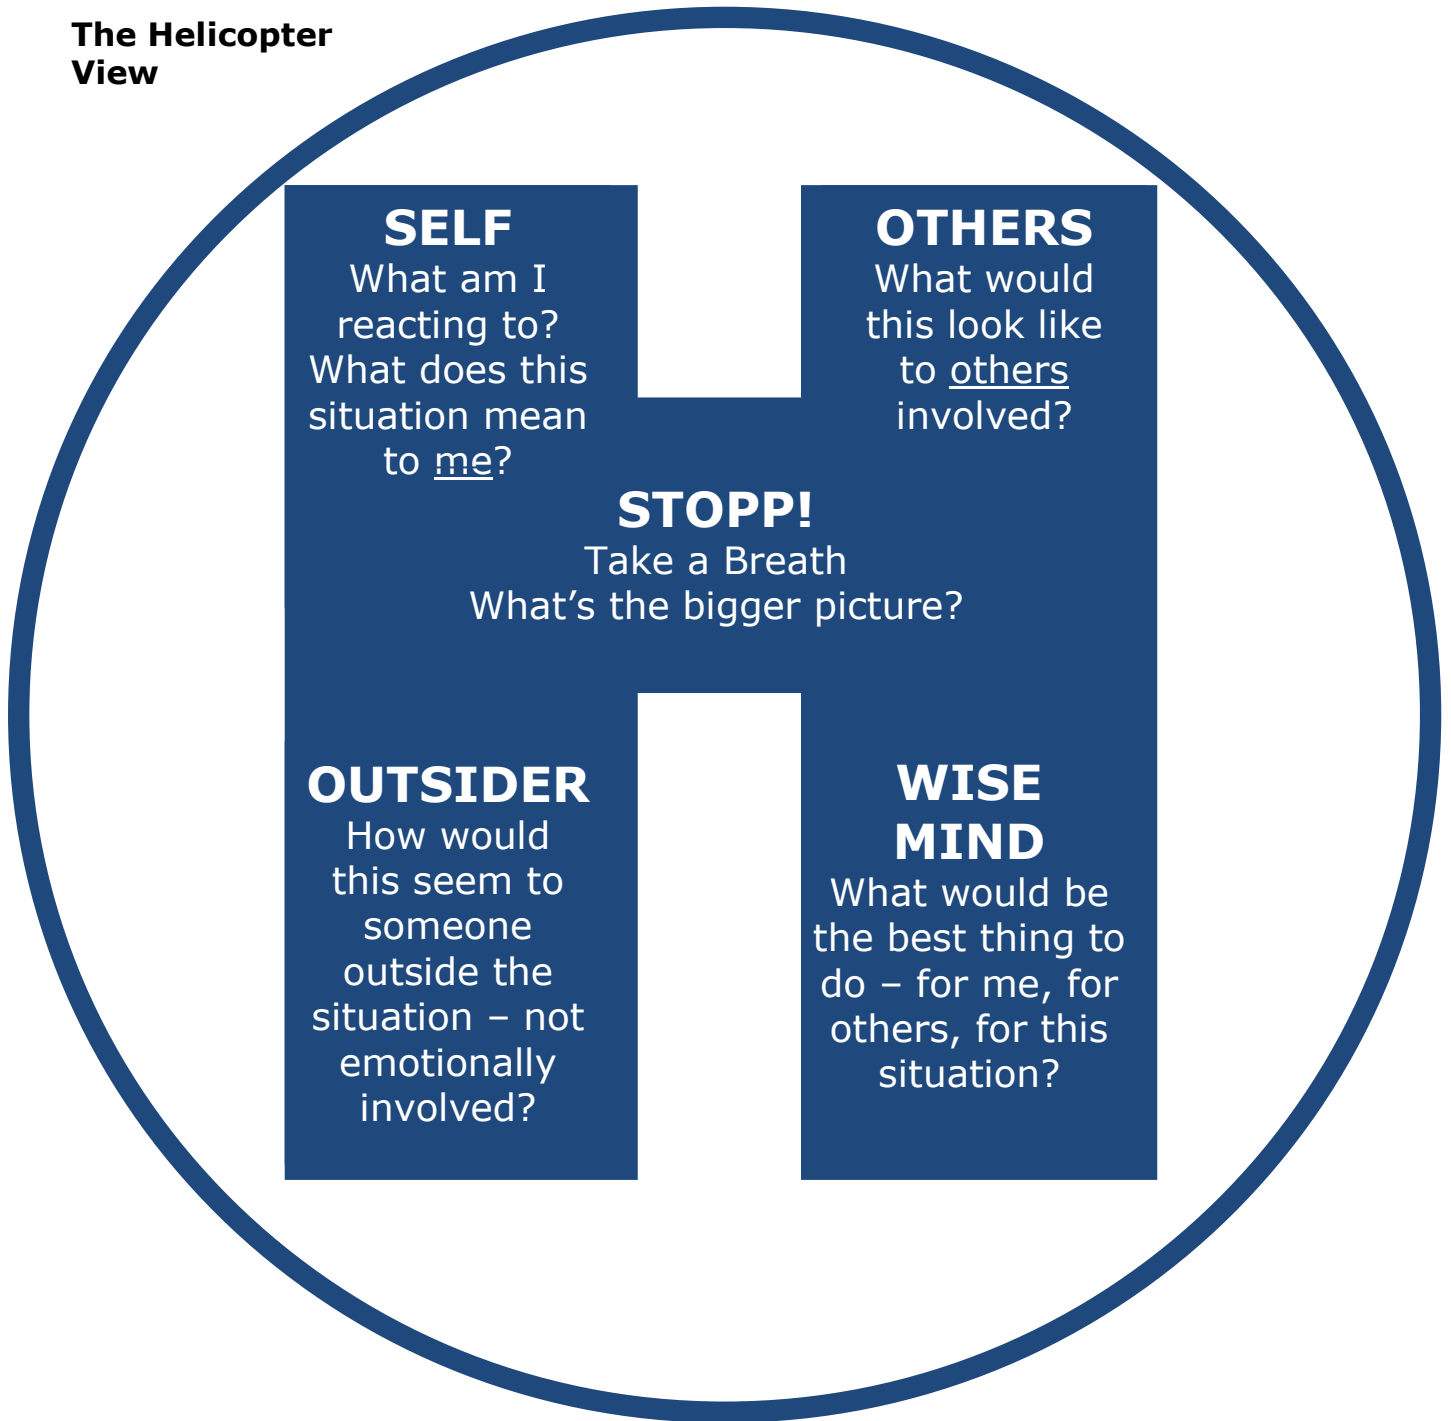 The Helicopter
View
SELF
What am I
reacting to?
What does this
situation mean
to me?
OTHERS
What would
this look like
to others
involved?
STOPP!
Take a Breath
What’s the bigger picture?
OUTSIDER
How would
this seem to
someone
outside the
situation – not
emotionally
involved?
WISE
MIND
What would be
the best thing to
do – for me, for
others, for this
situation?